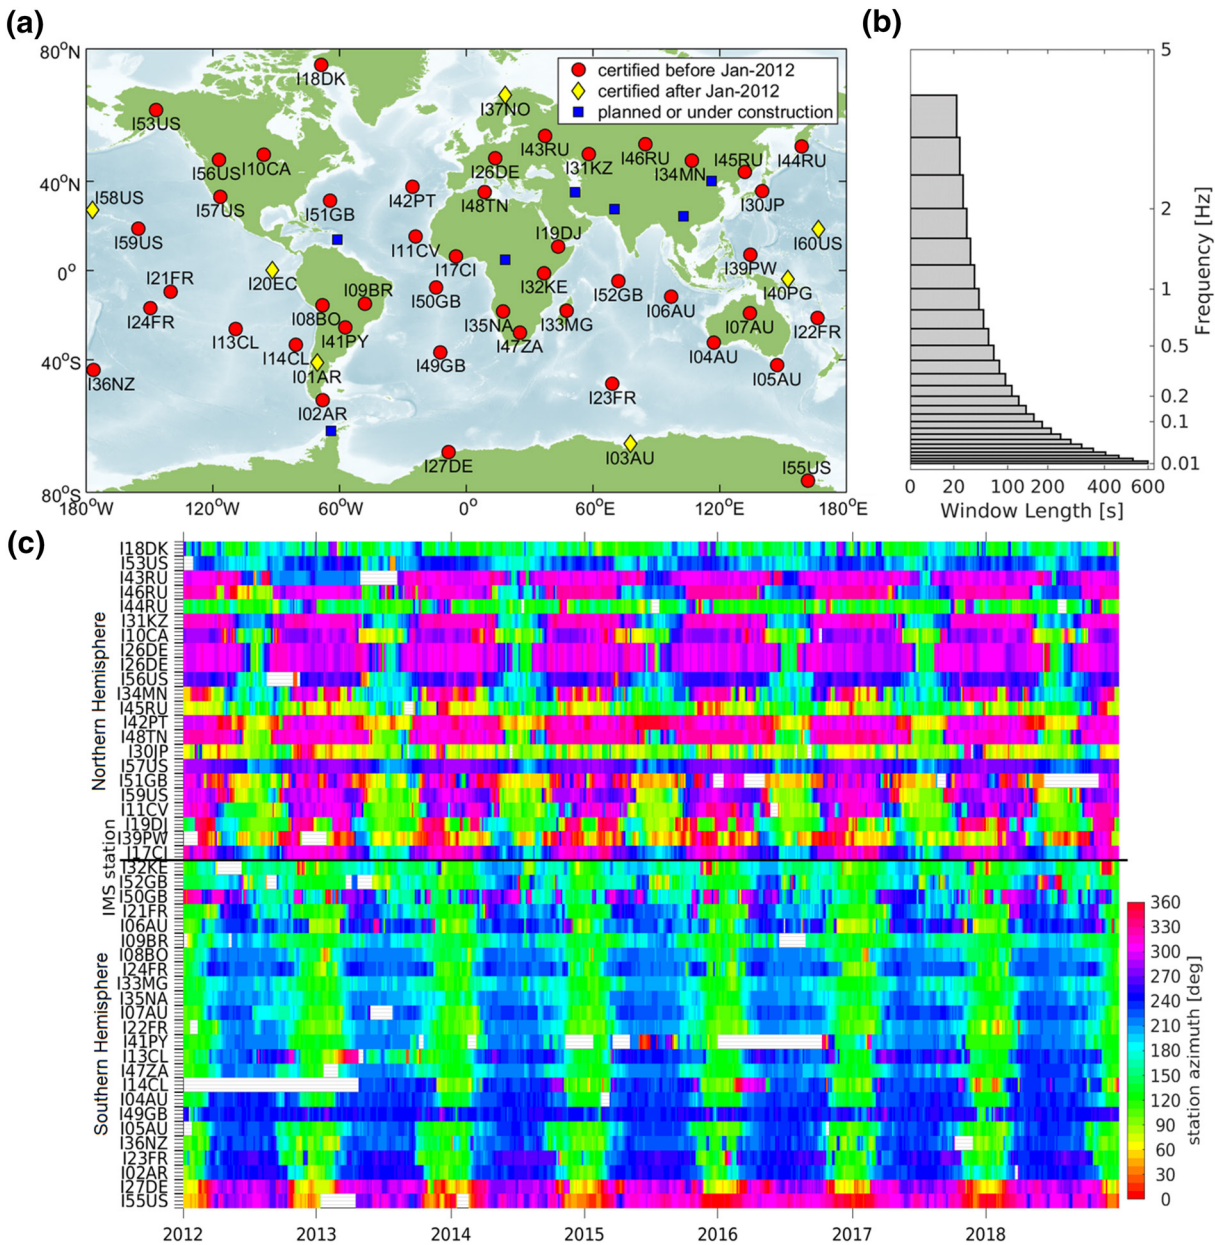 (a)
80°N
40°N
0°
40°S
80°S
180°W
120°W
60°W
0°
60°E
120°E
180°E
certified before Jan-2012
certified after Jan-2012
planned or under construction
I18DK
I37NO
I53US
I43RU
I44RU
I46RU
I45RU
I56US
I10CA
I26DE
I31KZ
I34MN
I58US
I57US
I51GB
I42PT
I48TN
I30JP
I59US
I11CV
I19DJ
I60US
I21FR
I20EC
I17CI
I39PW
I09BR
I50GB
I32KE
I52GB
I40PG
I24FR
I08BO
I35NA
I33MG
I06AU
I07AU
I22FR
I13CL
I14CL
I41PY
I47ZA
I04AU
I01AR
I49GB
I05AU
I36NZ
I23FR
I02AR
I27DE
I03AU
I55US
(b)
5
2
1
0.5
0.2
0.1
0.01
Frequency [Hz]
0
20
100
200
400
600
Window Length [s]
(c)
IMS station
Northern Hemisphere
Southern Hemisphere
I18DK
I53US
I43RU
I46RU
I44RU
I31KZ
I10CA
I26DE
I26DE
I56US
I34MN
I45RU
I42PT
I48TN
I30JP
I57US
I51GB
I59US
I11CV
I19DJ
I39PW
I17CI
I32KE
I52GB
I50GB
I21FR
I06AU
I09BR
I08BO
I24FR
I33MG
I35NA
I07AU
I22FR
I41PY
I13CL
I47ZA
I14CL
I04AU
I49GB
I05AU
I36NZ
I23FR
I02AR
I27DE
I55US
2012
2013
2014
2015
2016
2017
2018
360
330
300
270
240
210
180
150
120
90
60
30
0
station azimuth [deg]